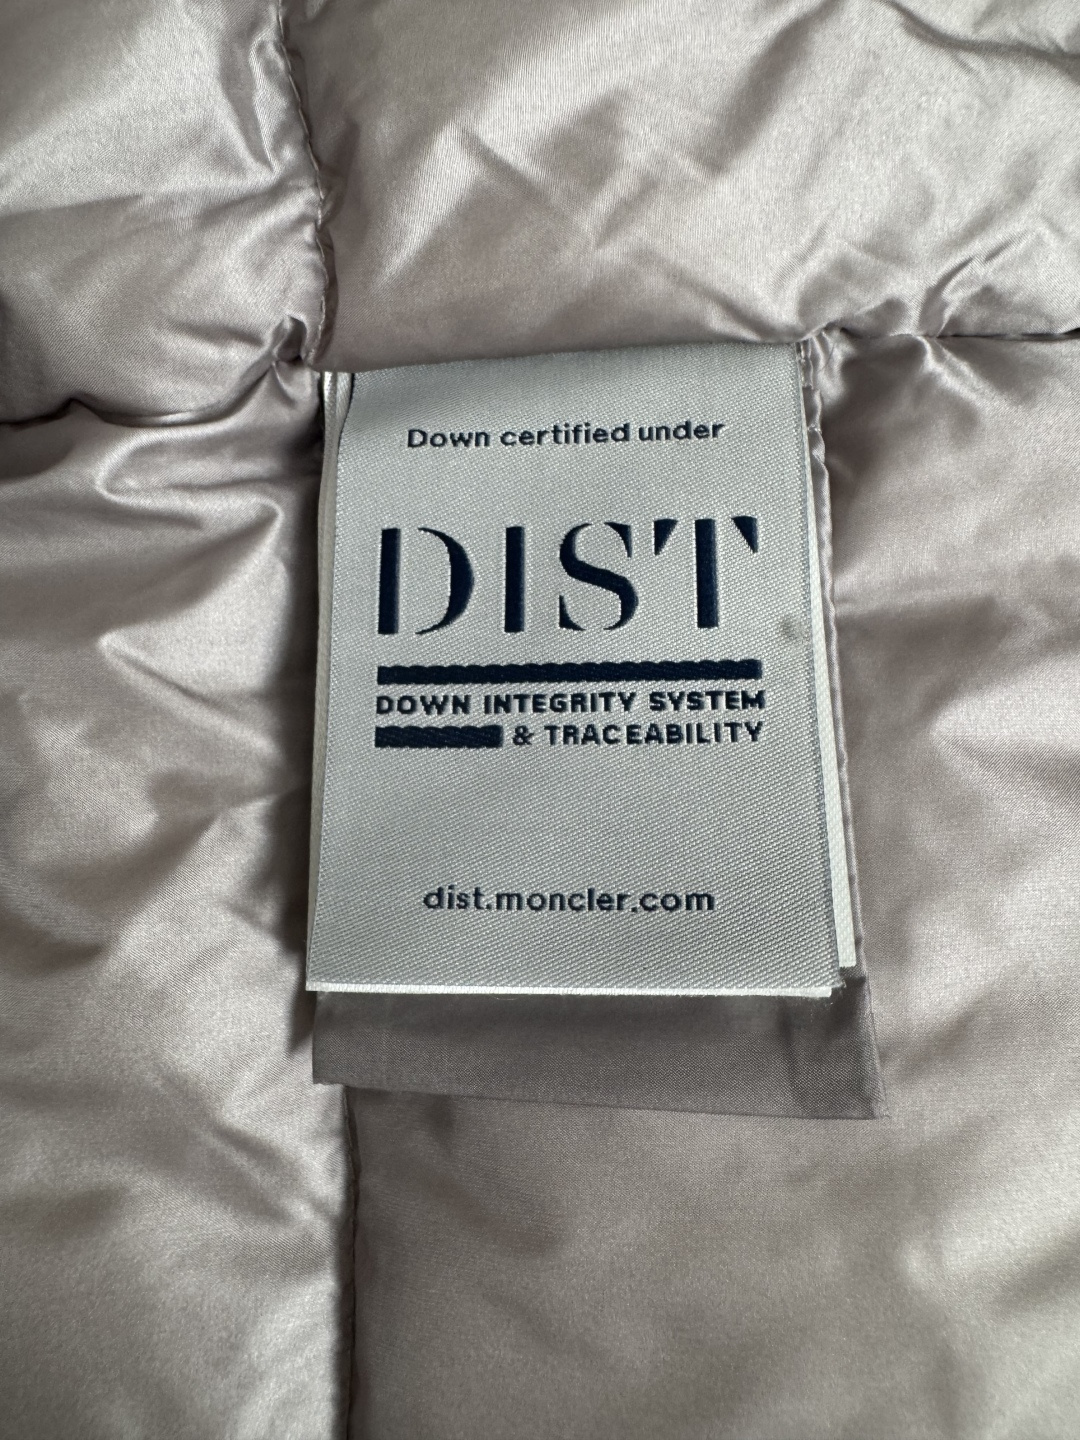 Down certified under
DIST
DOWN INTEGRITY SYSTEM
& TRACEABILITY
dist.moncler.com